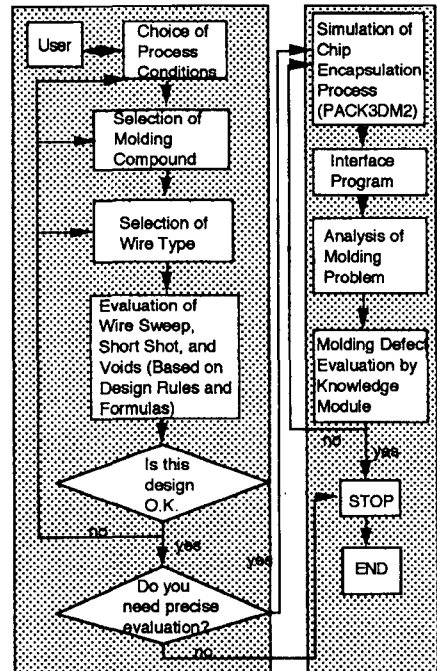 User
Choice of
Process
Conditions
Selection of
Molding
Compound
Selection of
Wire Type
Evaluation of
Wire Sweep,
Short Shot, and
Voids (Based on
Design Rules and
Formulas)
Is this
design
O.K.
no
yes
Do you
need precise
evaluation?
yes
no
Simulation of
Chip
Encapsulation
Process
(PACK3DM2)
Interface
Program
Analysis of
Molding
Problem
Molding Defect
Evaluation by
Knowledge
Module
no
yes
STOP
END